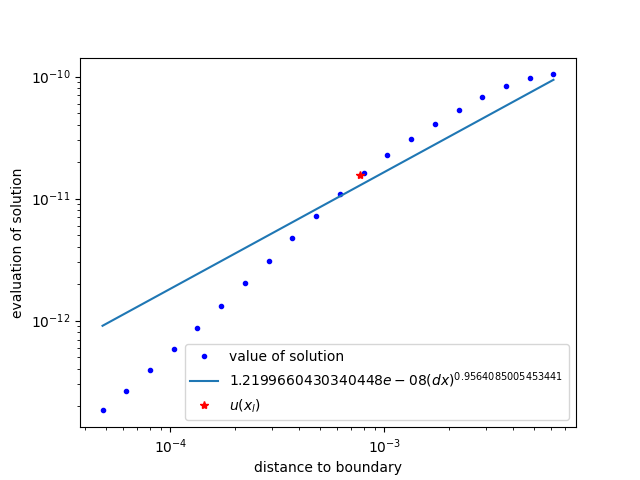 10^{-10}
10^{-11}
10^{-12}
evaluation of solution
value of solution
1.2199660430340448e − 08(dx)^{0.9564085005453441}
u(x_l)
10^{-4}
10^{-3}
distance to boundary